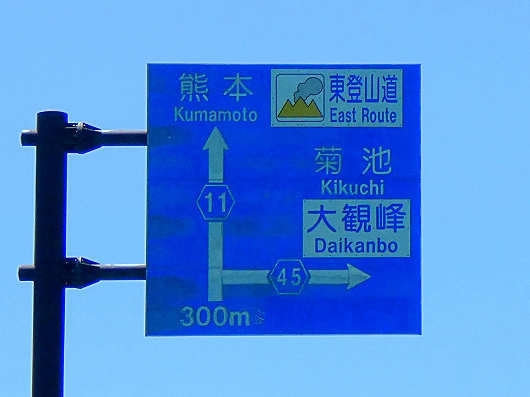 熊本
Kumamoto
東登山道
East Route
11
菊池
Kikuchi
大観峰
Daikanbo
45
300m